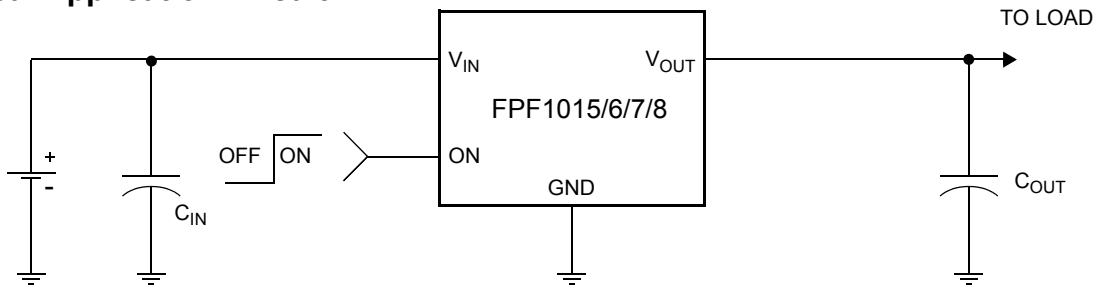 TO LOAD
V_IN V_OUT
FPF1015/6/7/8
OFF ON ON
+
-
GND
C_IN
C_OUT